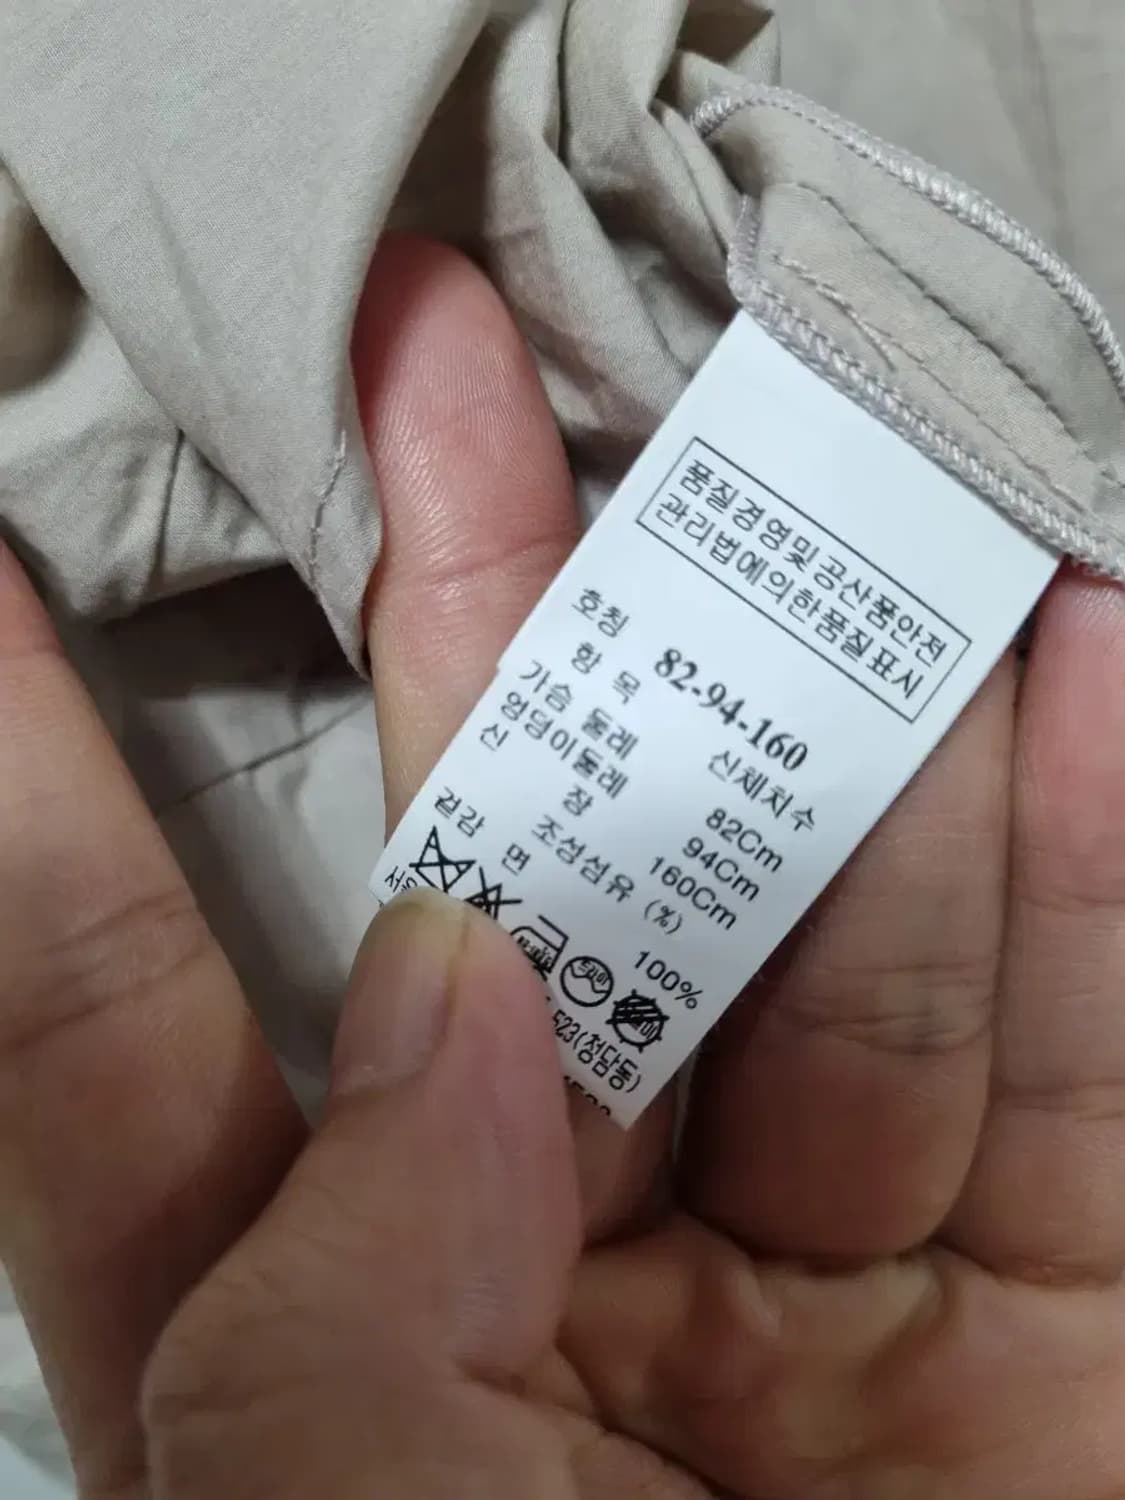 품질경영및공산품안전
관리법에의한품질표시
호칭 82-94-160
항 목 신체치수
가슴 둘레 82Cm
엉덩이둘레 94Cm
신 장 160Cm
조성섬유 (%)
겉감 면 100%
523(청담동)